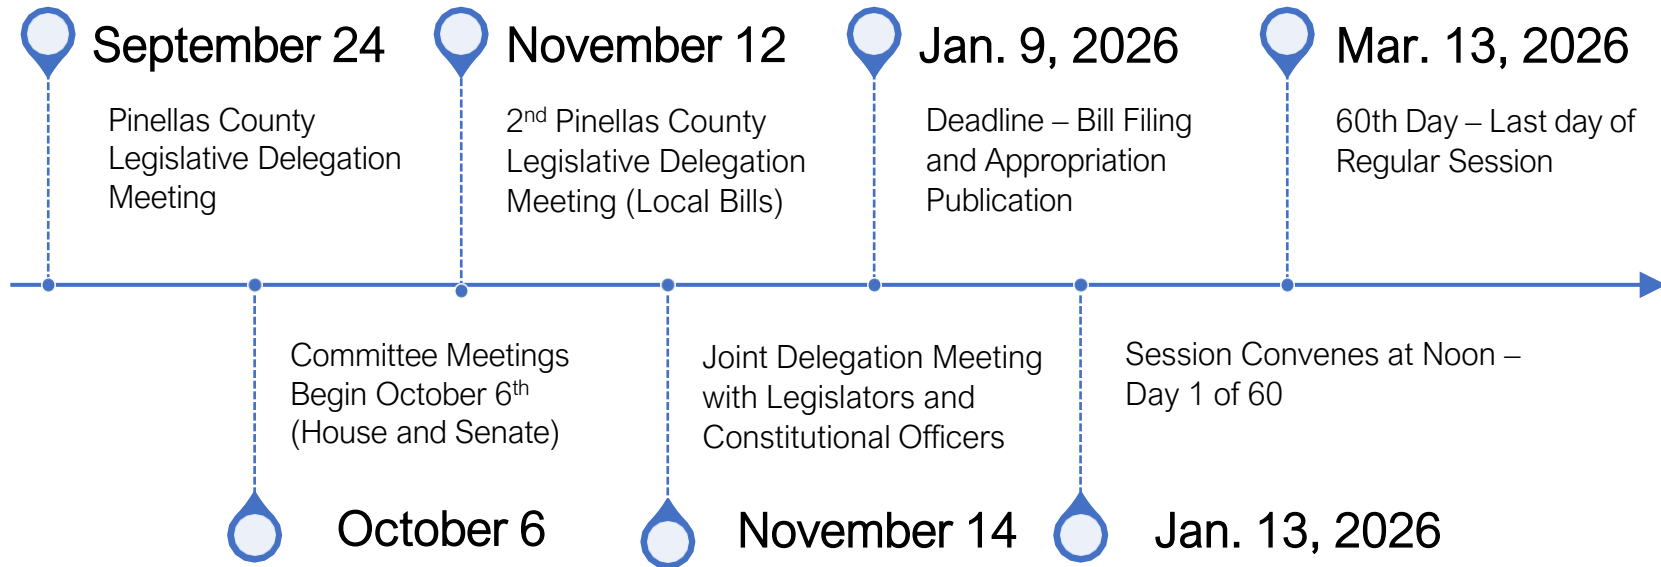 September 24
Pinellas County
Legislative Delegation
Meeting
Committee Meetings
Begin October 6th
(House and Senate)
October 6
November 12
2nd Pinellas County
Legislative Delegation
Meeting (Local Bills)
Joint Delegation Meeting
with Legislators and
Constitutional Officers
November 14
Jan. 9, 2026
Deadline – Bill Filing
and Appropriation
Publication
Session Convenes at Noon –
Day 1 of 60
Jan. 13, 2026
Mar. 13, 2026
60th Day – Last day of
Regular Session